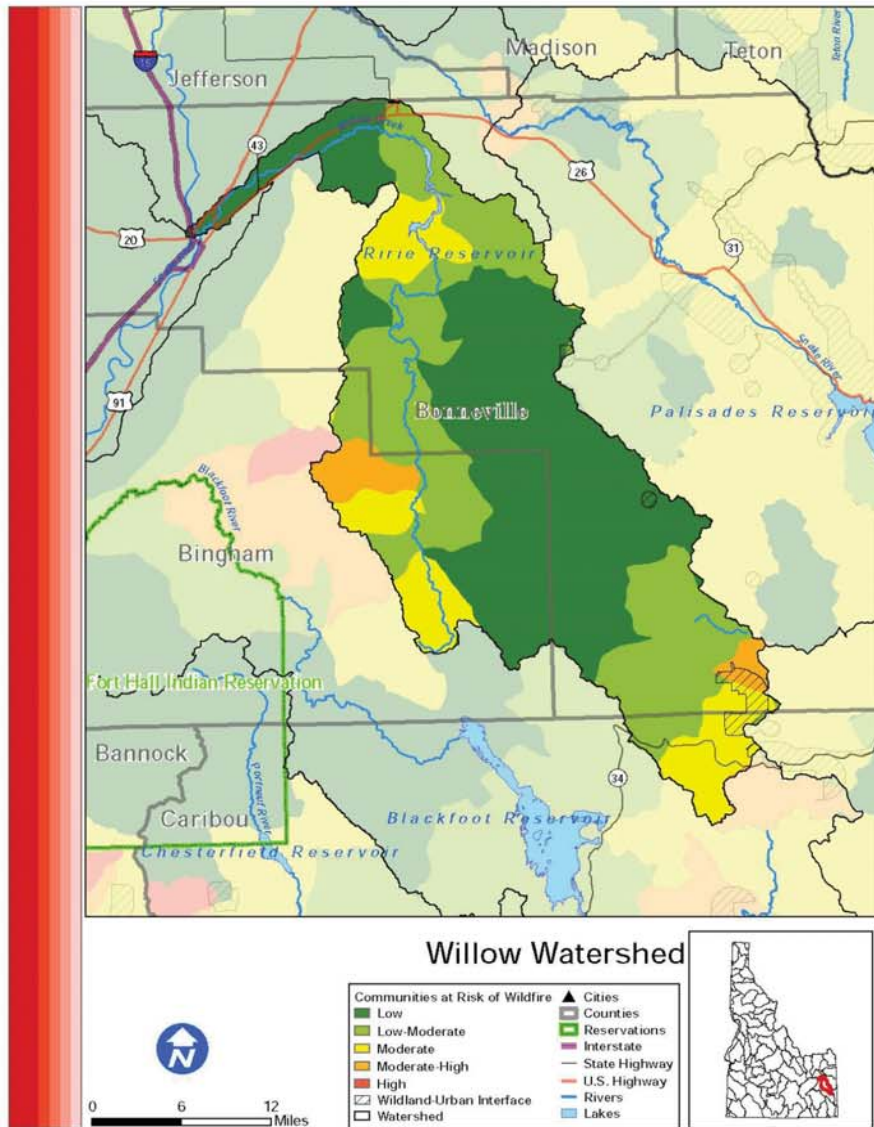 Madison
Teton
Teton River
15
Jefferson
43
26
20
31
Ririe Reservoir
Snake River
91
Bonneville
Palisades Reservoir
Blackfoot River
Bingham
Fort Hall Indian Reservation
Bannock
34
Portneuf River
Caribou
Blackfoot Reservoir
Chesterfield Reservoir
Willow Watershed
Communities at Risk of Wildfire
Low
Low-Moderate
Moderate
Moderate-High
High
Wildland-Urban Interface
Watershed
Cities
Counties
Reservations
Interstate
State Highway
U.S. Highway
Rivers
Lakes
N
0 6 12
Miles